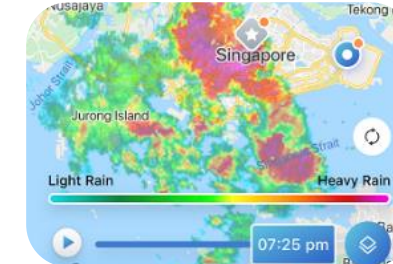 Nusajaya
Tekong
Singapore
Johor Strait
Jurong Island
Strait
Light Rain
Heavy Rain
07:25 pm